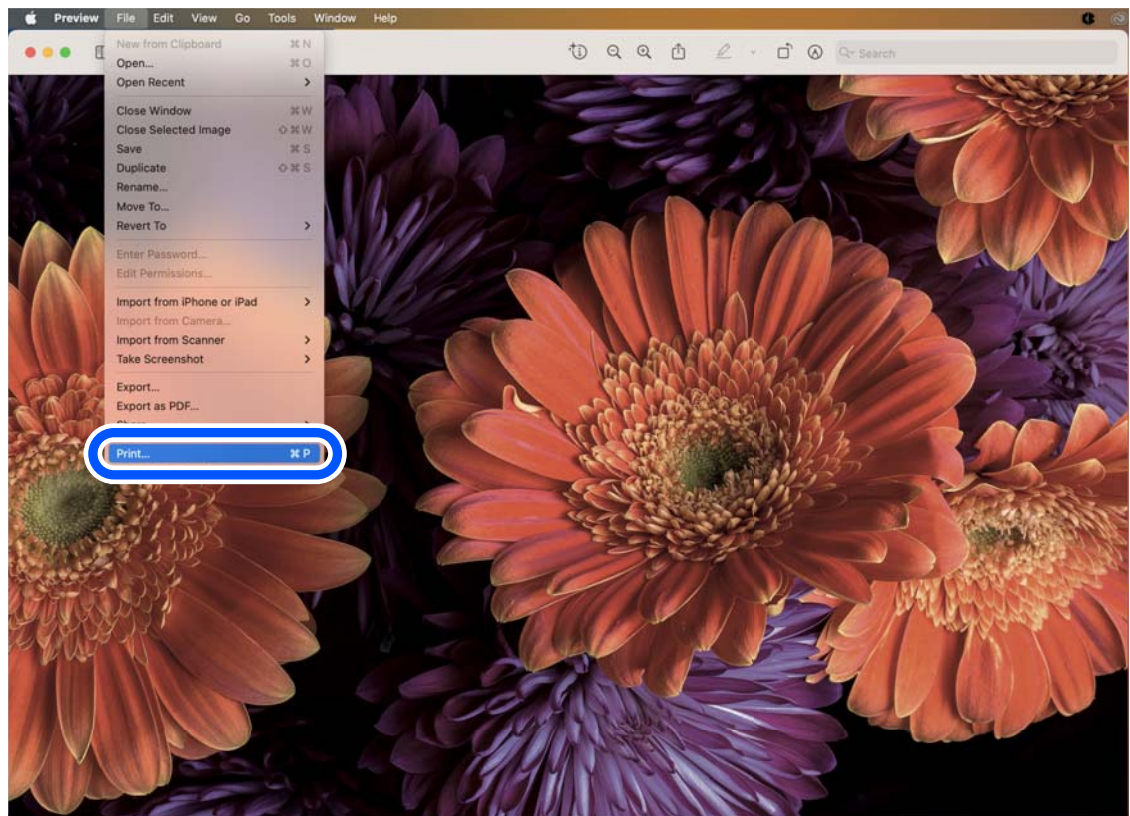 Preview File Edit View Go Tools Window Help
New from Clipboard ⌘ N
Open... ⌘ O
Open Recent >
Close Window ⌘ W
Close Selected Image ⇧ ⌘ W
Save ⌘ S
Duplicate ⇧ ⌘ S
Rename...
Move To...
Revert To >
Enter Password...
Edit Permissions...
Import from iPhone or iPad >
Import from Camera...
Import from Scanner >
Take Screenshot >
Export...
Export as PDF...
Print... ⌘ P
Search